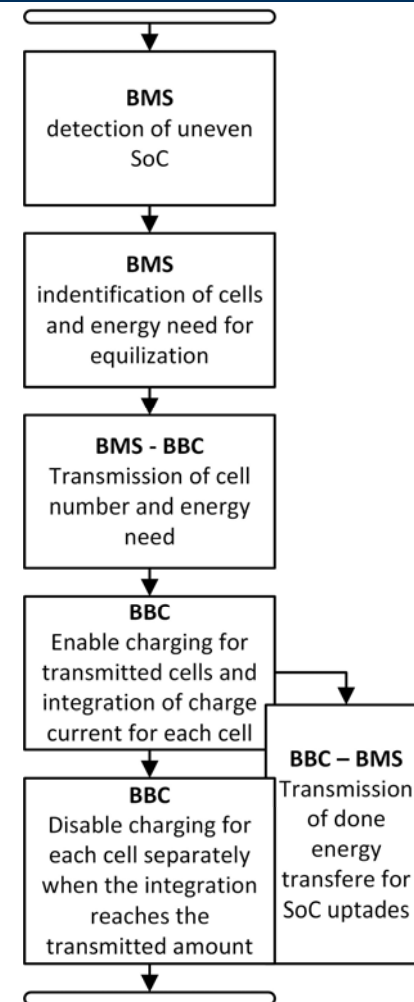 BMS
detection of uneven
SoC
BMS
indentification of cells
and energy need for
equilization
BMS - BBC
Transmission of cell
number and energy
need
BBC
Enable charging for
transmitted cells and
integration of charge
current for each cell
BBC – BMS
Transmission
of done
energy
transfere for
SoC uptades
BBC
Disable charging for
each cell separately
when the integration
reaches the
transmitted amount